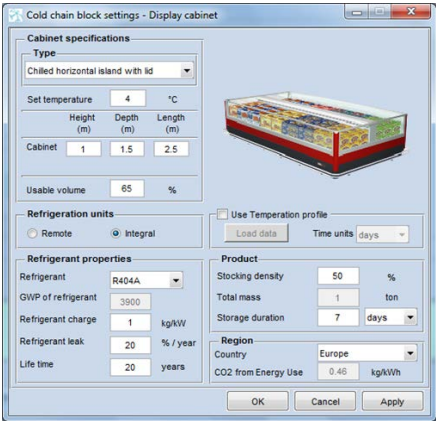 Cold chain block settings - Display cabinet
Cabinet specifications
Type
Chilled horizontal island with lid
Set temperature 4 °C
Height (m) Depth (m) Length (m)
Cabinet 1 1.5 2.5
Usable volume 65 %
Refrigeration units
Remote Integral
Use Temperation profile
Load data Time units days
Refrigerant properties
Refrigerant R404A
GWP of refrigerant 3900
Refrigerant charge 1 kg/kW
Refrigerant leak 20 % / year
Life time 20 years
Product
Stocking density 50 %
Total mass 1 ton
Storage duration 7 days
Region
Country Europe
CO2 from Energy Use 0.46 kg/kWh
OK Cancel Apply